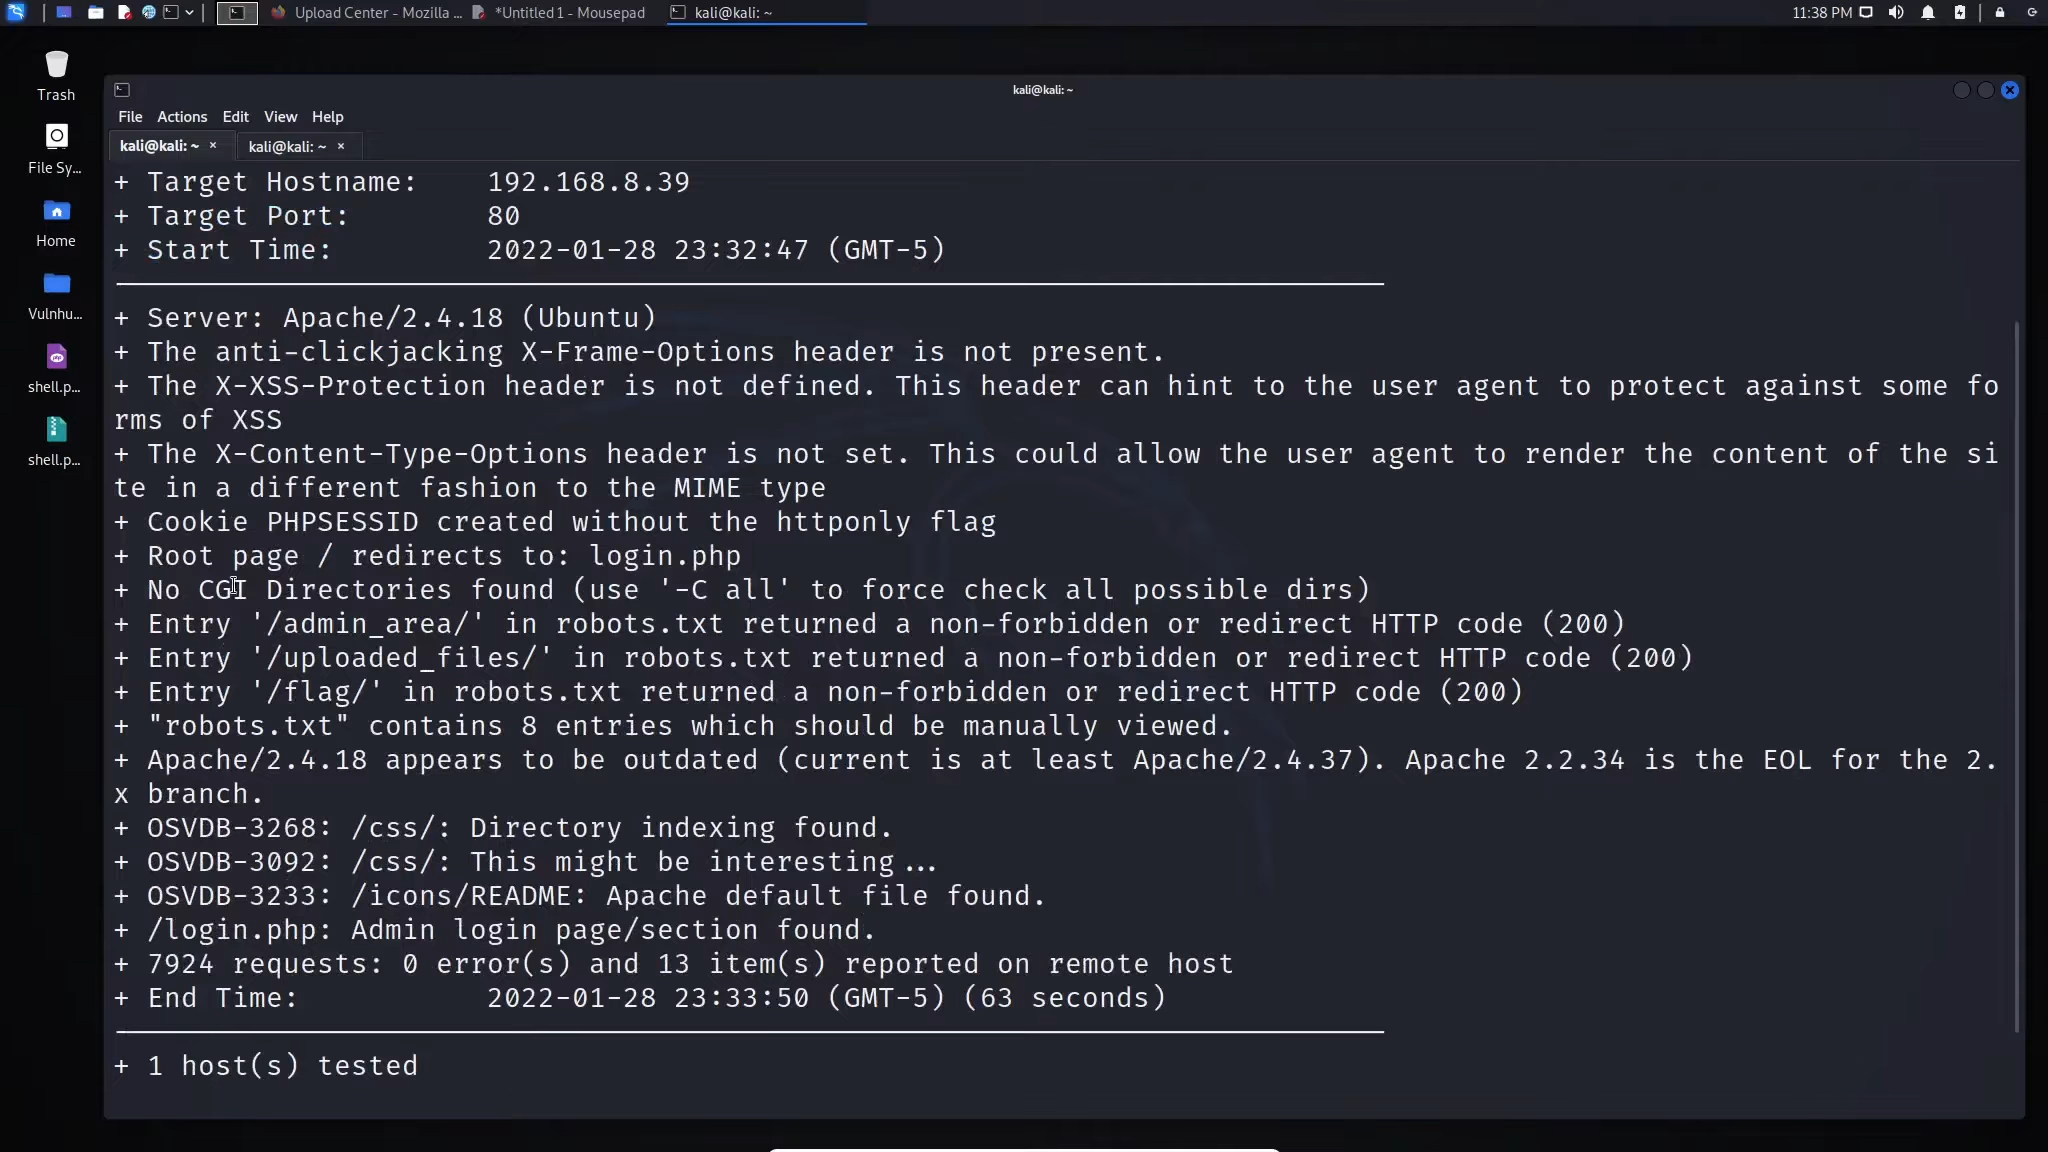 Upload Center - Mozilla ...
*Untitled 1 - Mousepad
kali@kali: ~
11:38 PM
Trash
File Sy...
Home
Vulnhu...
shell.p...
shell.p...
kali@kali: ~
File Actions Edit View Help
kali@kali: ~ × kali@kali: ~ ×
+ Target Hostname: 192.168.8.39
+ Target Port: 80
+ Start Time: 2022-01-28 23:32:47 (GMT-5)
+ Server: Apache/2.4.18 (Ubuntu)
+ The anti-clickjacking X-Frame-Options header is not present.
+ The X-XSS-Protection header is not defined. This header can hint to the user agent to protect against some fo
rms of XSS
+ The X-Content-Type-Options header is not set. This could allow the user agent to render the content of the si
te in a different fashion to the MIME type
+ Cookie PHPSESSID created without the httponly flag
+ Root page / redirects to: login.php
+ No CGI Directories found (use '-C all' to force check all possible dirs)
+ Entry '/admin_area/' in robots.txt returned a non-forbidden or redirect HTTP code (200)
+ Entry '/uploaded_files/' in robots.txt returned a non-forbidden or redirect HTTP code (200)
+ Entry '/flag/' in robots.txt returned a non-forbidden or redirect HTTP code (200)
+ "robots.txt" contains 8 entries which should be manually viewed.
+ Apache/2.4.18 appears to be outdated (current is at least Apache/2.4.37). Apache 2.2.34 is the EOL for the 2.
x branch.
+ OSVDB-3268: /css/: Directory indexing found.
+ OSVDB-3092: /css/: This might be interesting...
+ OSVDB-3233: /icons/README: Apache default file found.
+ /login.php: Admin login page/section found.
+ 7924 requests: 0 error(s) and 13 item(s) reported on remote host
+ End Time: 2022-01-28 23:33:50 (GMT-5) (63 seconds)
+ 1 host(s) tested